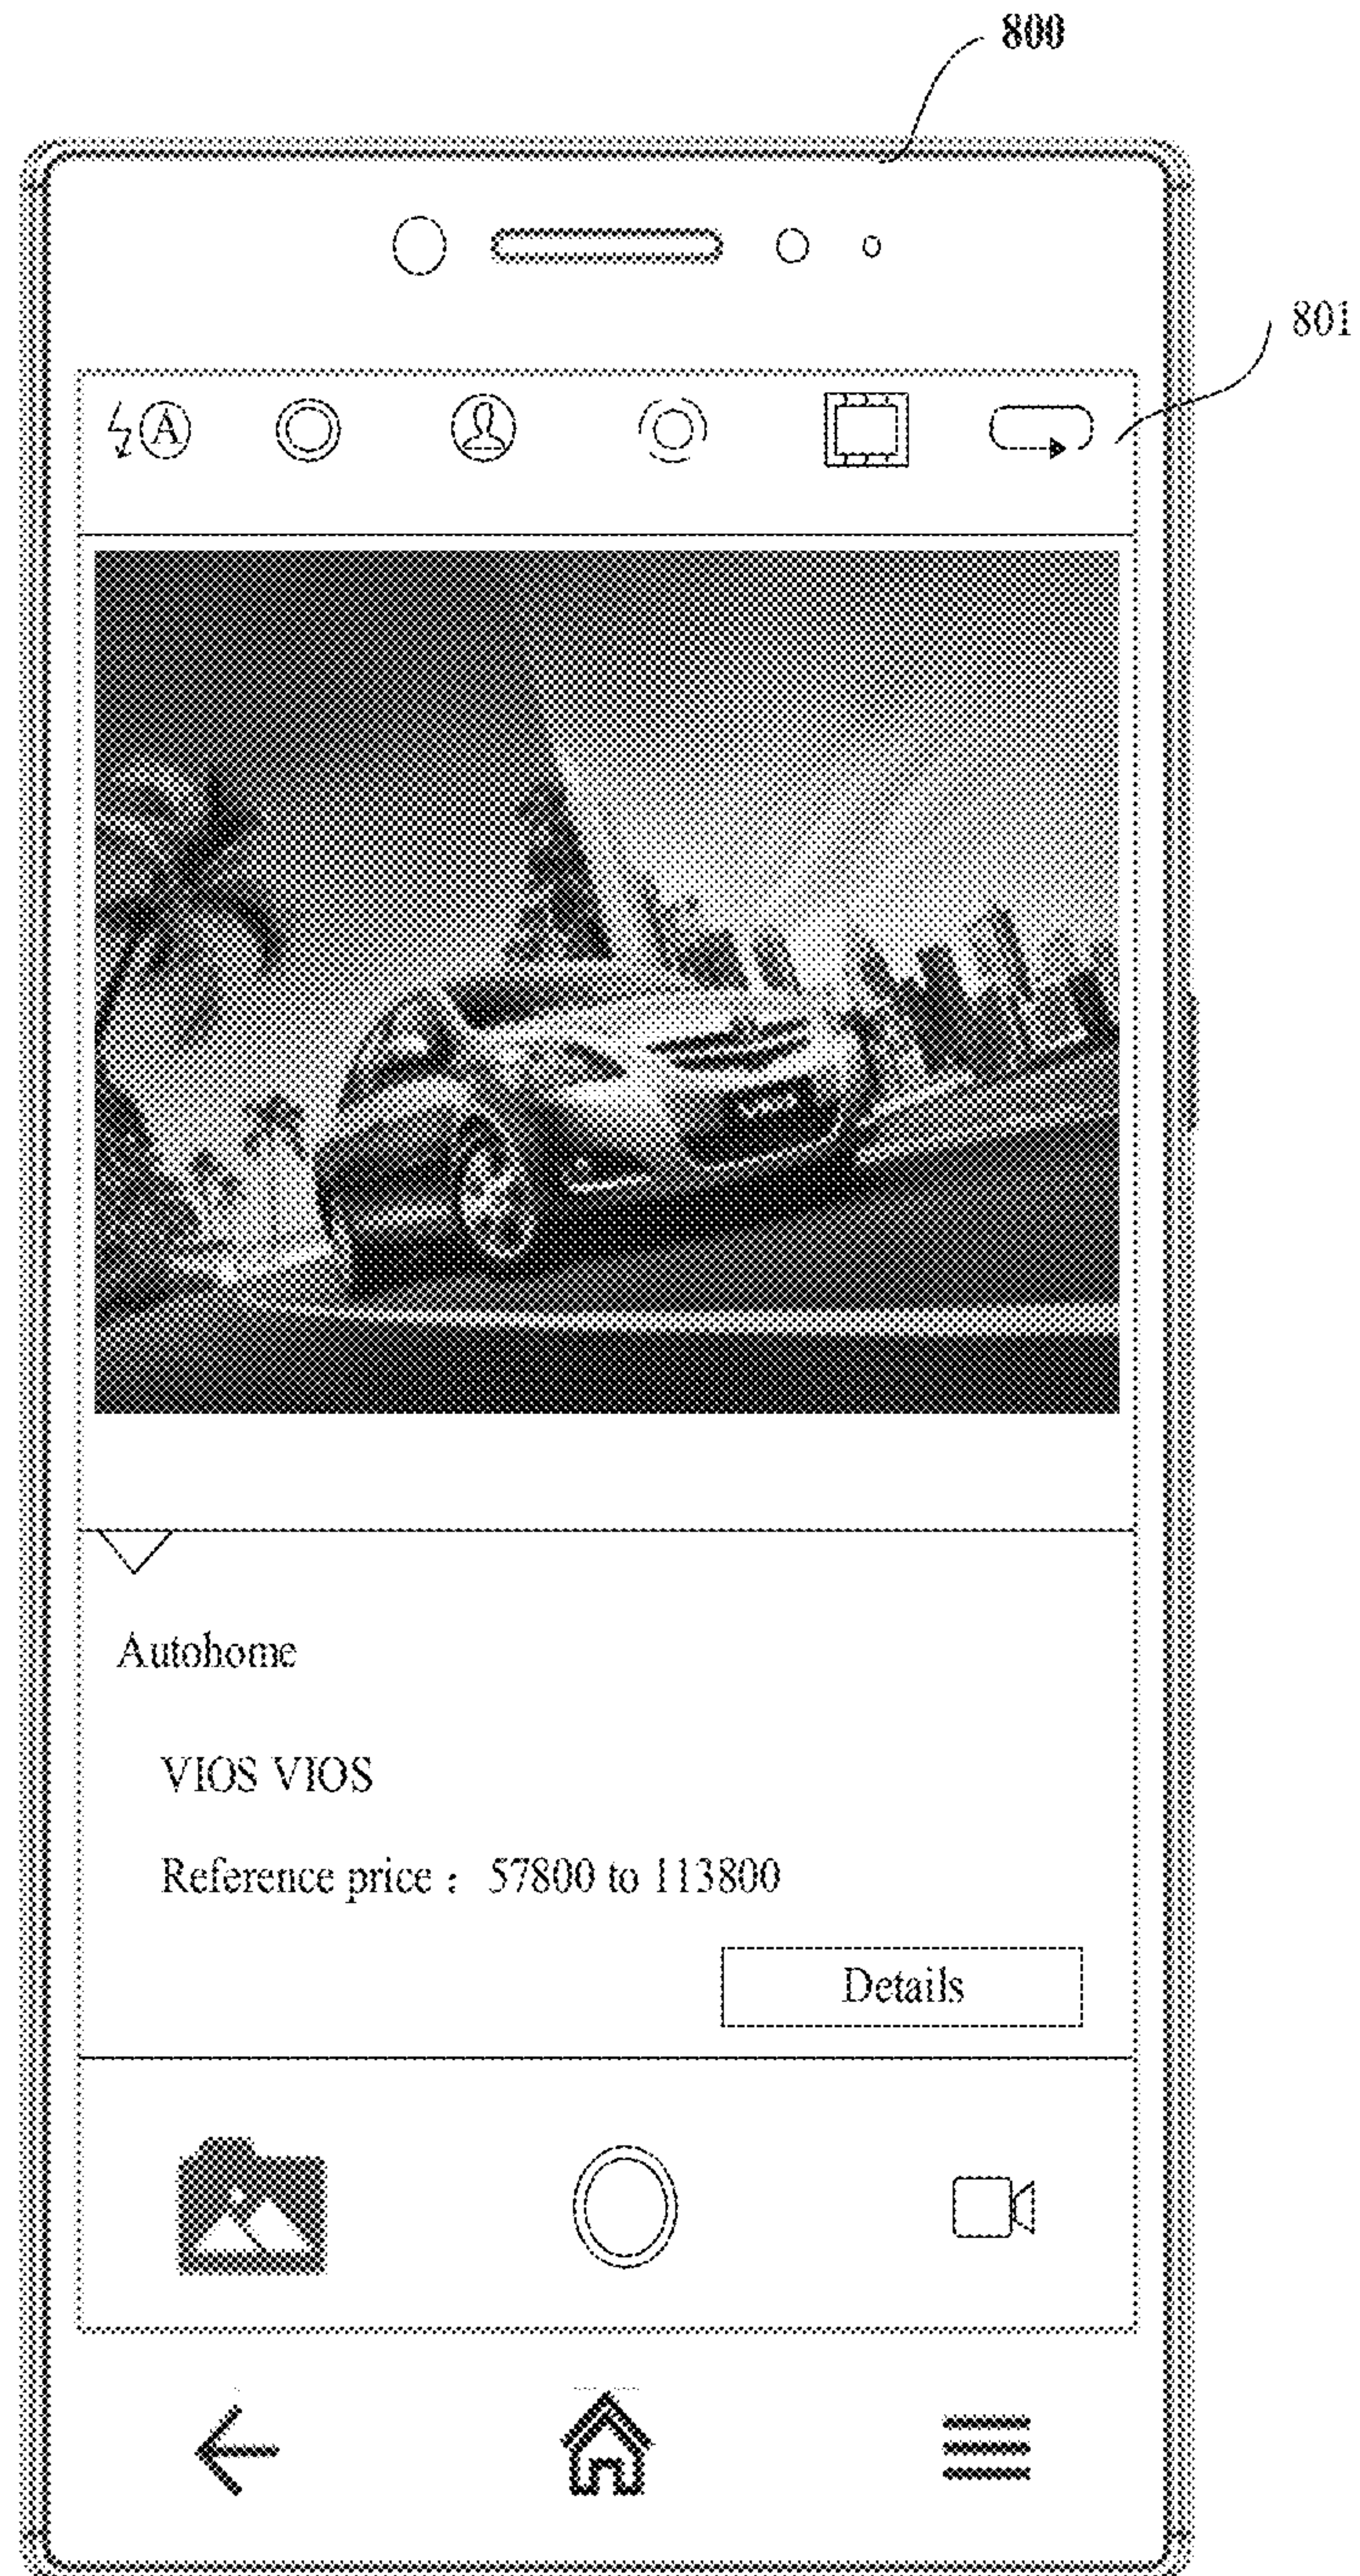 800
801
A
Autohome
VIOS VIOS
Reference price : 57800 to 113800
Details